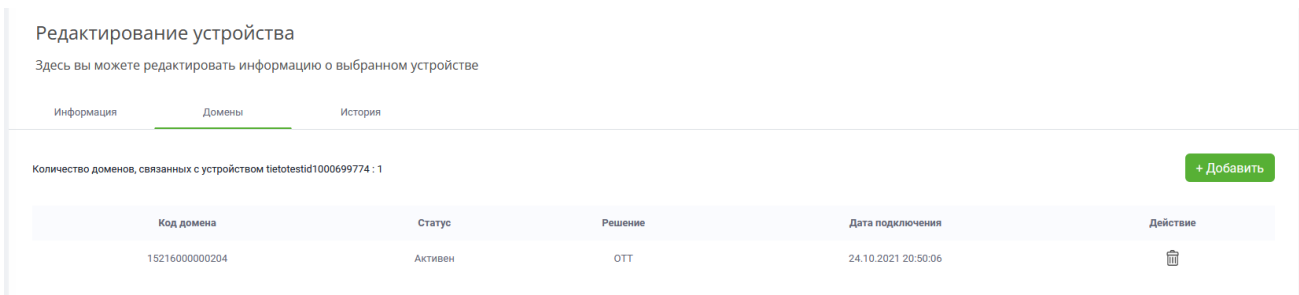 Редактирование устройства
Здесь вы можете редактировать информацию о выбранном устройстве
Информация Домены История
Количество доменов, связанных с устройством tietotestid1000699774 : 1
+ Добавить
Код домена Статус Решение Дата подключения Действие
15216000000204 Активен ОТТ 24.10.2021 20:50:06